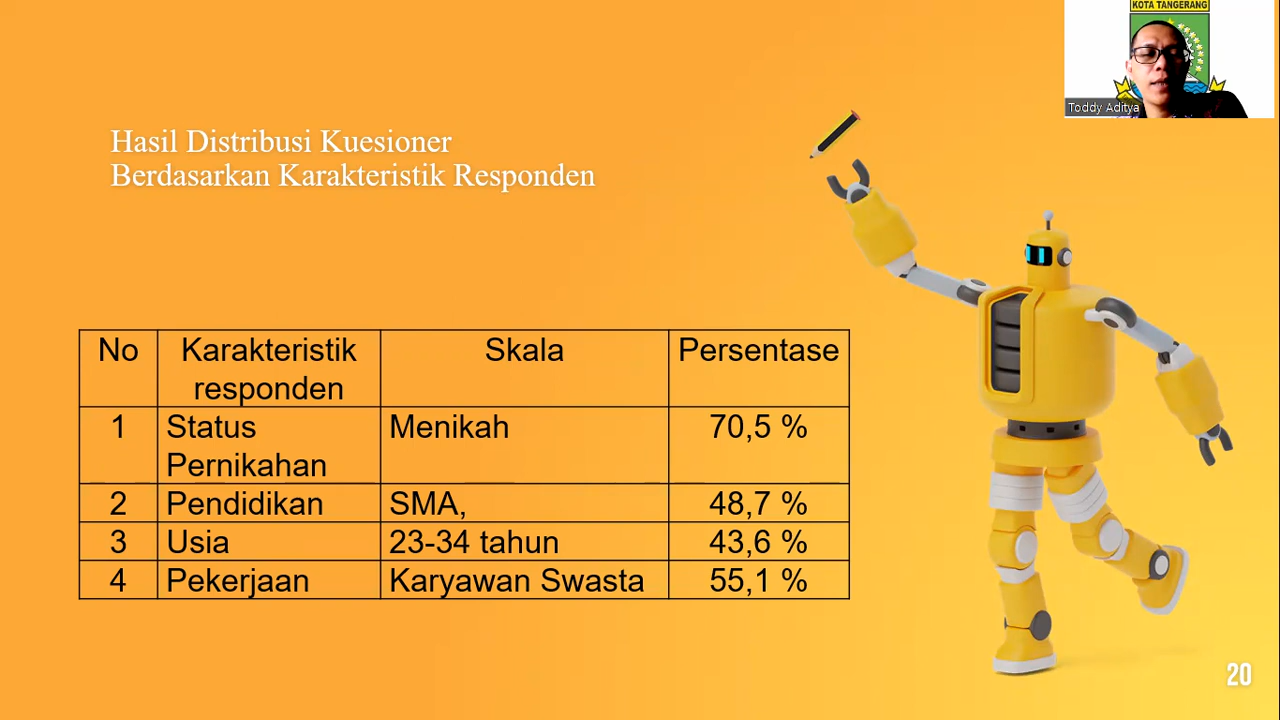 KOTA TANGERANG
Toddy Aditya
Hasil Distribusi Kuesioner
Berdasarkan Karakteristik Responden
No Karakteristik responden Skala Persentase
1 Status Pernikahan Menikah 70,5 %
2 Pendidikan SMA, 48,7 %
3 Usia 23-34 tahun 43,6 %
4 Pekerjaan Karyawan Swasta 55,1 %
20